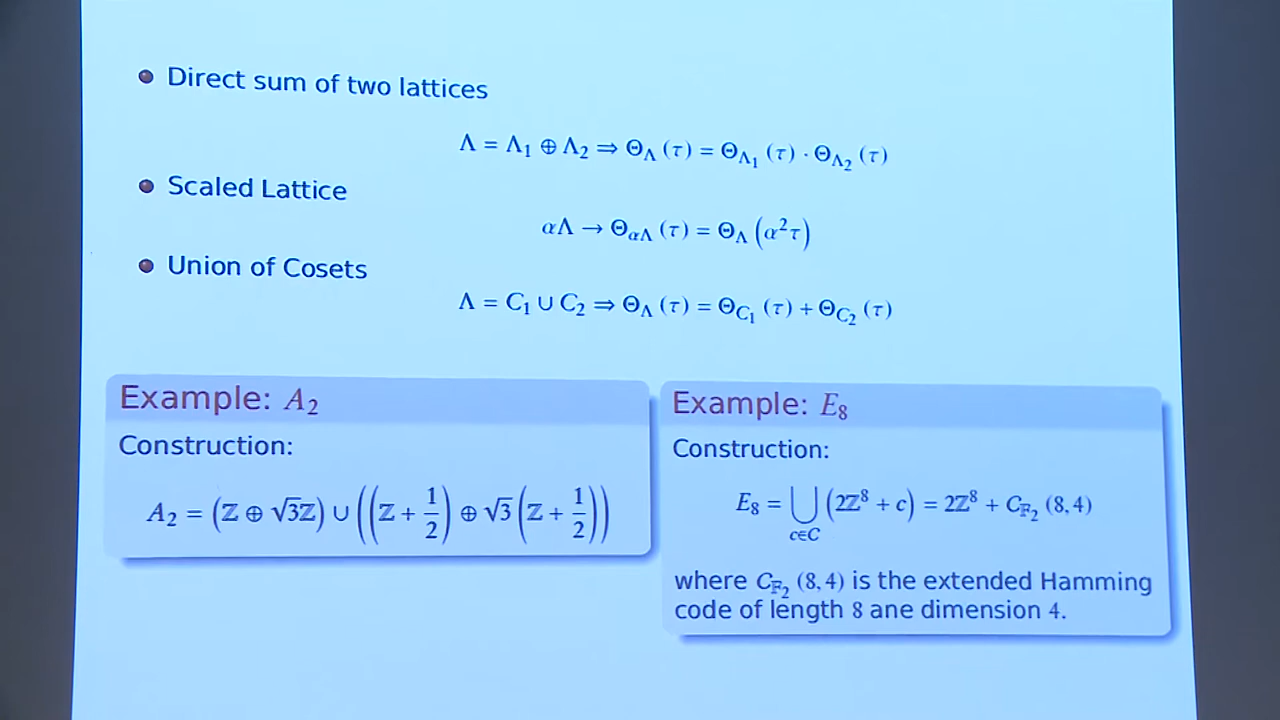 Direct sum of two lattices
Λ = Λ₁ ⊕ Λ₂ ⇒ Θ_Λ (τ) = Θ_Λ₁ (τ) · Θ_Λ₂ (τ)
Scaled Lattice
αΛ → Θ_αΛ (τ) = Θ_Λ (α²τ)
Union of Cosets
Λ = C₁ ∪ C₂ ⇒ Θ_Λ (τ) = Θ_C₁ (τ) + Θ_C₂ (τ)
Example: A₂
Construction:
A₂ = (ℤ ⊕ √3ℤ) ∪ ((ℤ + 1/2) ⊕ √3 (ℤ + 1/2))
Example: E₈
Construction:
E₈ = ⋃_{c∈C} (2ℤ⁸ + c) = 2ℤ⁸ + C_𝔽₂ (8, 4)
where C_𝔽₂ (8, 4) is the extended Hamming
code of length 8 ane dimension 4.